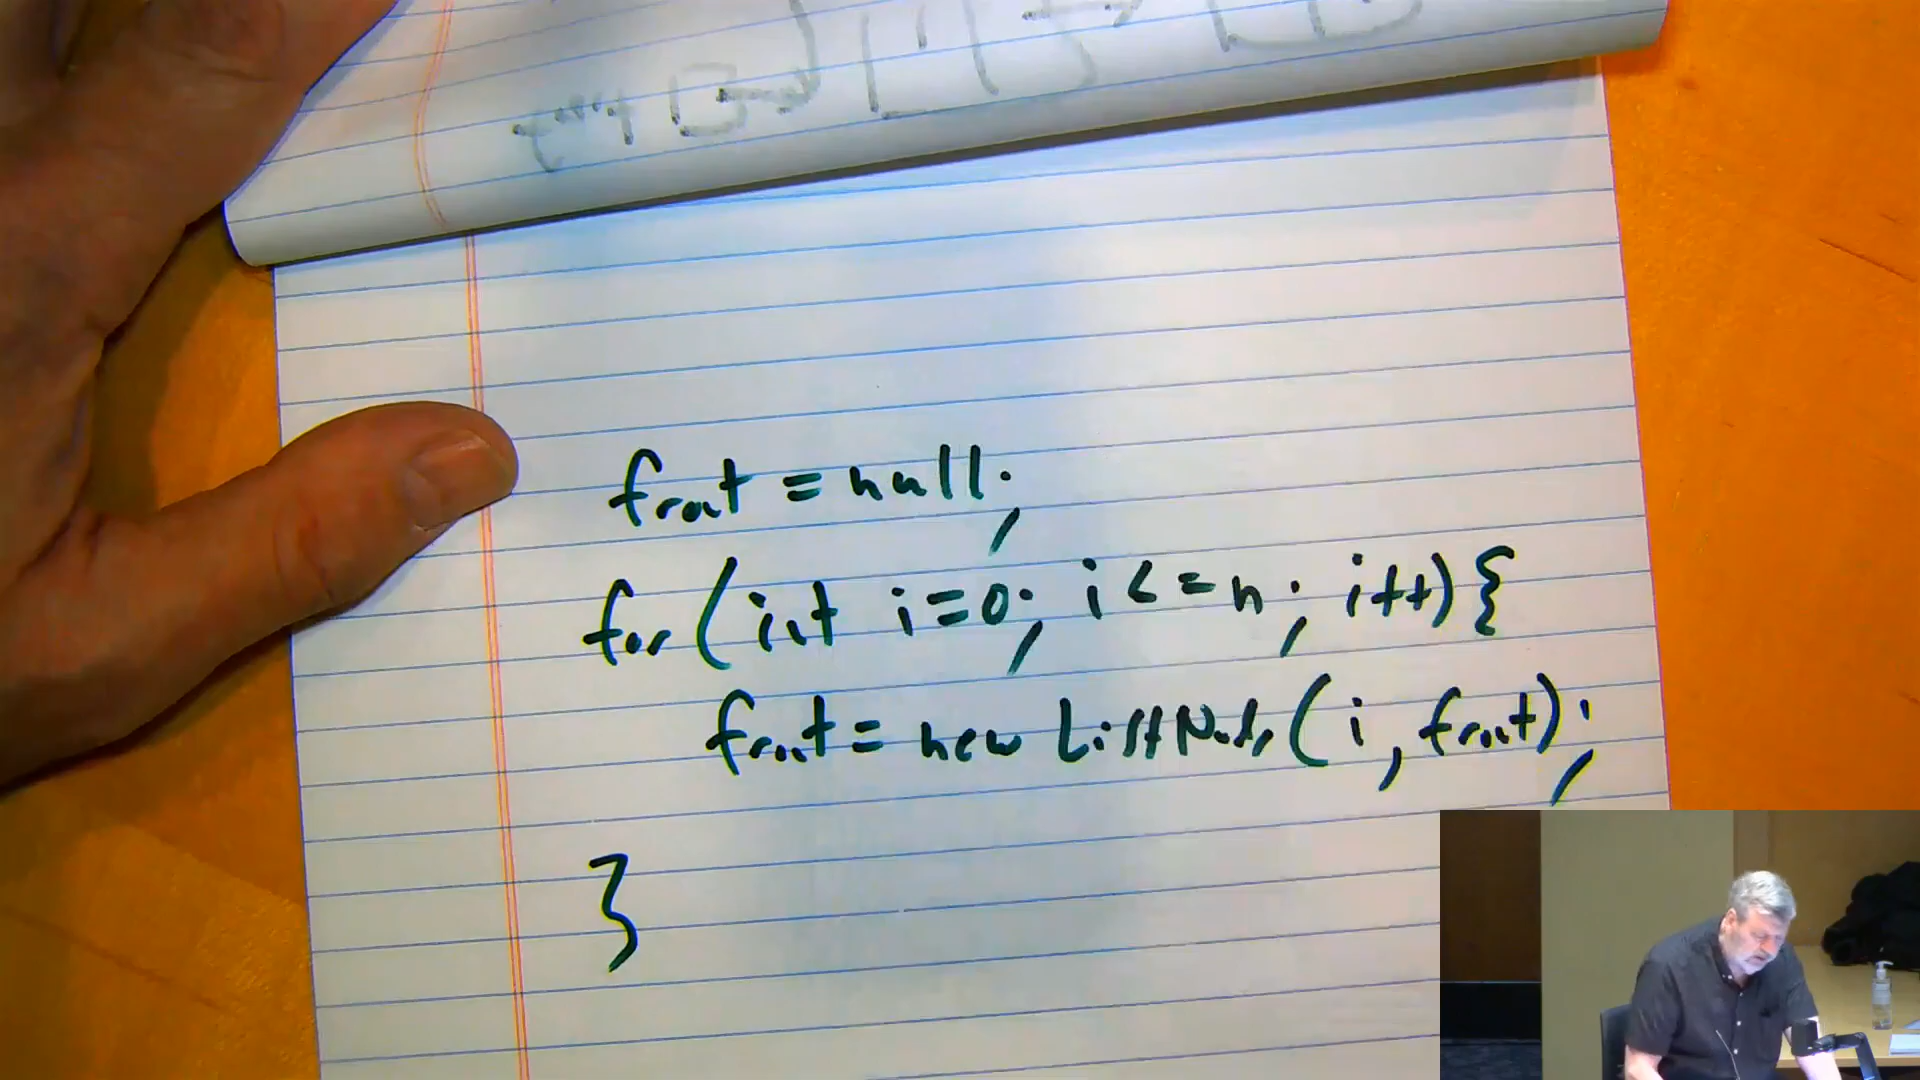 front = null;
for (int i=0; i<=n; i++) {
front = new ListNode(i, front);
}